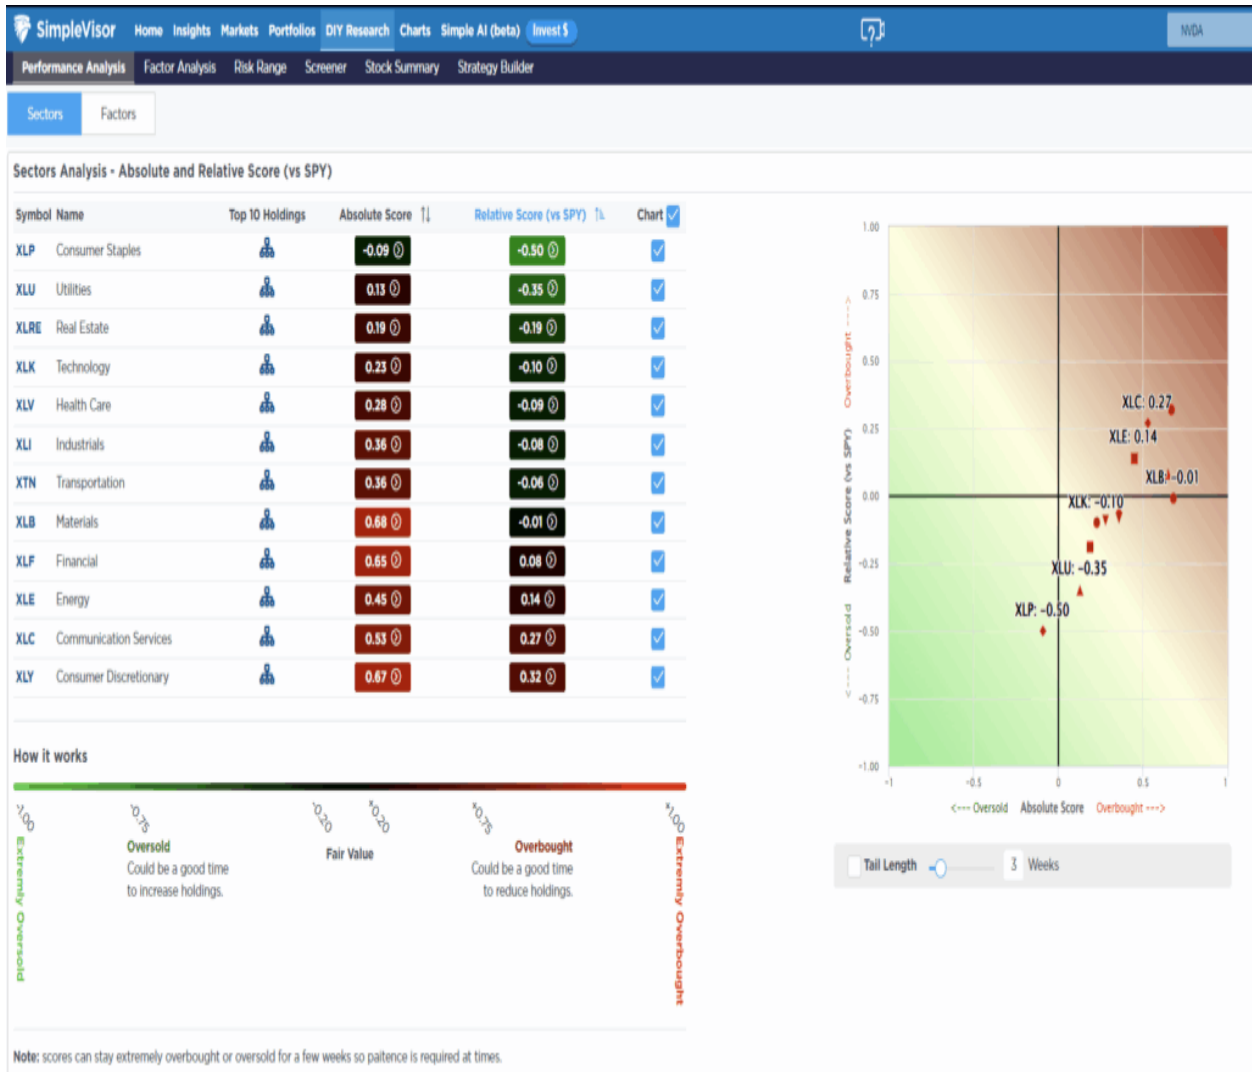 SimpleVisor Home Insights Markets Portfolios DIY Research Charts Simple AI (beta) Invest $ NVDA
Performance Analysis Factor Analysis Risk Range Screener Stock Summary Strategy Builder
Sectors Factors
Sectors Analysis - Absolute and Relative Score (vs SPY)
Symbol Name Top 10 Holdings Absolute Score Relative Score (vs SPY) Chart
XLP Consumer Staples -0.09 -0.50
XLU Utilities 0.13 -0.35
XLRE Real Estate 0.19 -0.19
XLK Technology 0.23 -0.10
XLV Health Care 0.28 -0.09
XLI Industrials 0.36 -0.08
XTN Transportation 0.36 -0.06
XLB Materials 0.68 -0.01
XLF Financial 0.65 0.08
XLE Energy 0.45 0.14
XLC Communication Services 0.53 0.27
XLY Consumer Discretionary 0.67 0.32
How it works
-1.00 -0.75 -0.20 +0.20 +0.75 +1.00
Extremly Oversold
Oversold
Could be a good time
to increase holdings.
Fair Value
Overbought
Could be a good time
to reduce holdings.
Extremly Overbought
Note: scores can stay extremely overbought or oversold for a few weeks so paitence is required at times.
1.00
0.75
0.50
0.25
0.00
-0.25
-0.50
-0.75
-1.00
<--- Oversold Relative Score (vs SPY) Overbought --->
XLC: 0.27
XLE: 0.14
XLB: -0.01
XLK: -0.10
XLU: -0.35
XLP: -0.50
-1 -0.5 0 0.5 1
<--- Oversold Absolute Score Overbought --->
Tail Length 3 Weeks